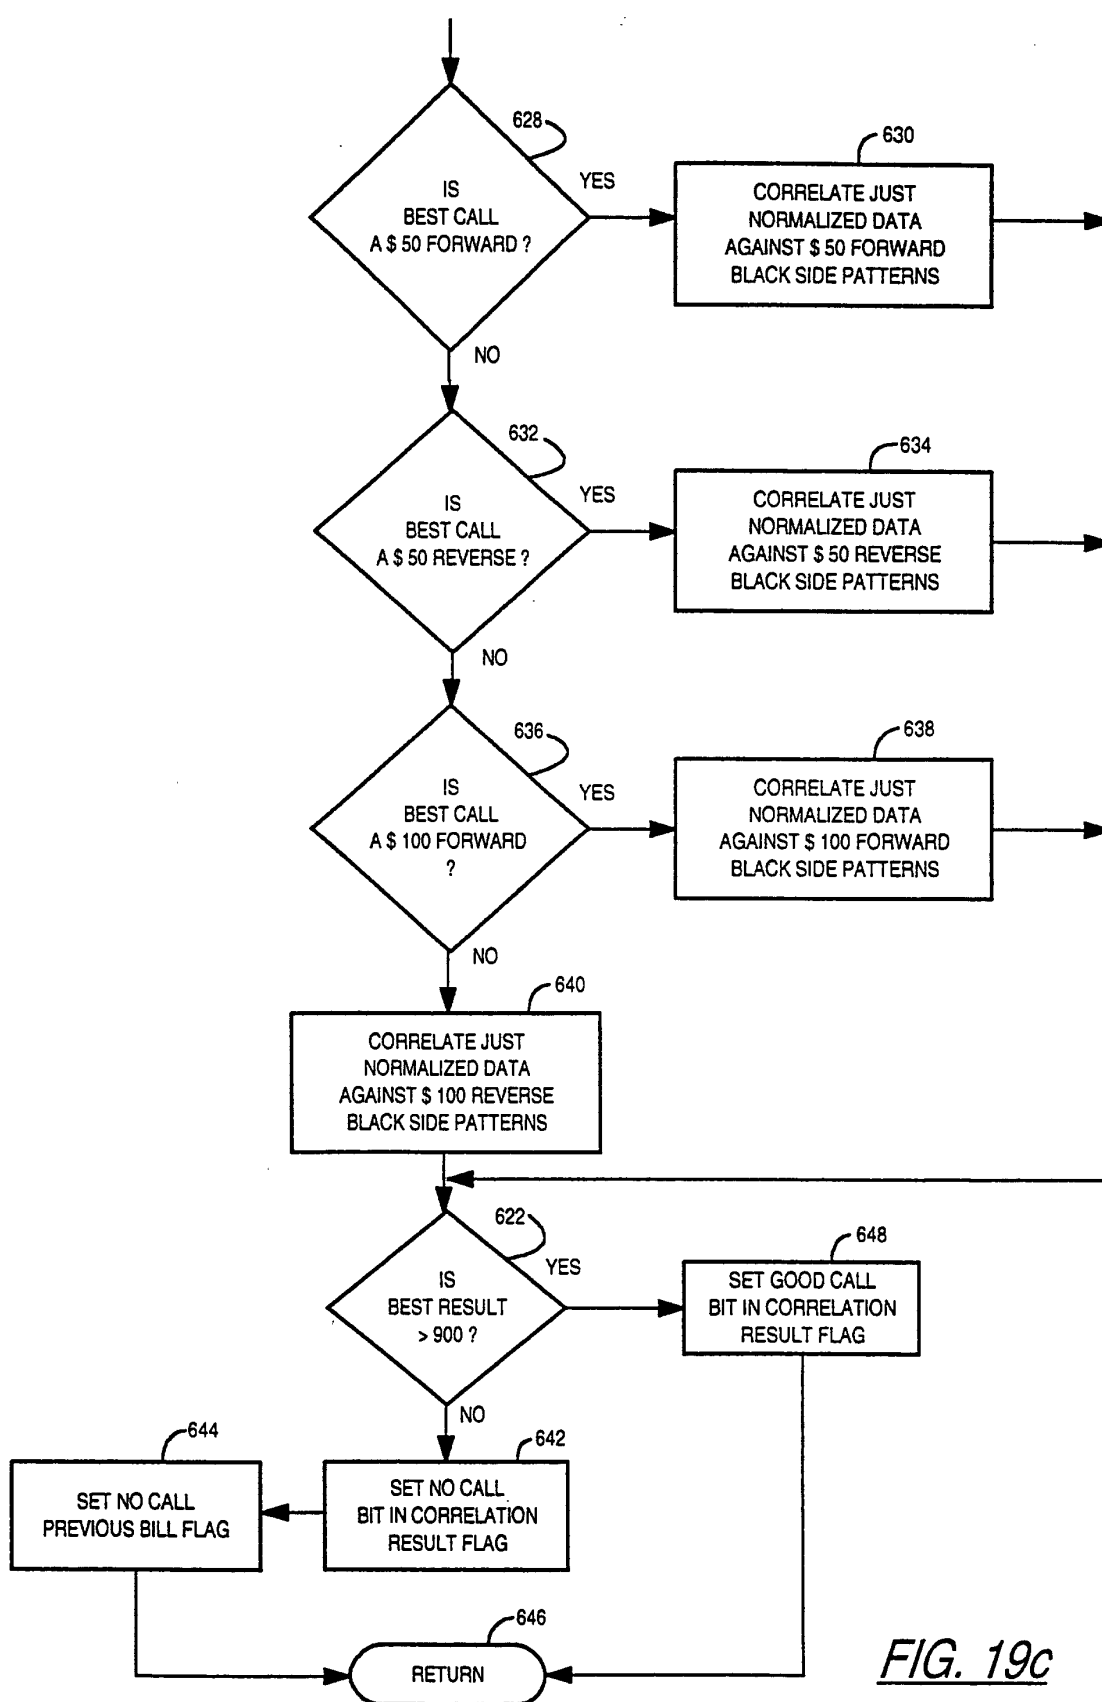 628
IS
BEST CALL
A $ 50 FORWARD ?
YES
630
CORRELATE JUST
NORMALIZED DATA
AGAINST $ 50 FORWARD
BLACK SIDE PATTERNS
NO
632
IS
BEST CALL
A $ 50 REVERSE ?
YES
634
CORRELATE JUST
NORMALIZED DATA
AGAINST $ 50 REVERSE
BLACK SIDE PATTERNS
NO
636
IS
BEST CALL
A $ 100 FORWARD
?
YES
638
CORRELATE JUST
NORMALIZED DATA
AGAINST $ 100 FORWARD
BLACK SIDE PATTERNS
NO
640
CORRELATE JUST
NORMALIZED DATA
AGAINST $ 100 REVERSE
BLACK SIDE PATTERNS
622
IS
BEST RESULT
> 900 ?
YES
648
SET GOOD CALL
BIT IN CORRELATION
RESULT FLAG
NO
644
SET NO CALL
PREVIOUS BILL FLAG
642
SET NO CALL
BIT IN CORRELATION
RESULT FLAG
646
RETURN
FIG. 19c